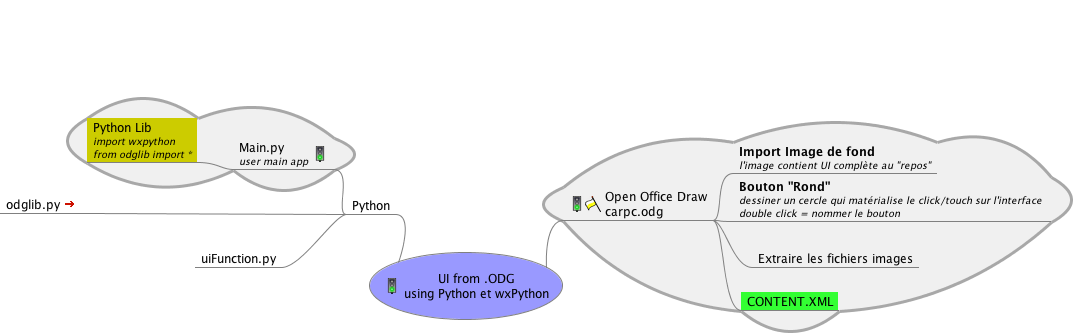 Python Lib
import wxpython
from odglib import *
Main.py
user main app
odglib.py
Python
uiFunction.py
UI from .ODG
using Python et wxPython
Open Office Draw
carpc.odg
Import Image de fond
l'image contient UI complète au "repos"
Bouton "Rond"
dessiner un cercle qui matérialise le click/touch sur l'interface
double click = nommer le bouton
Extraire les fichiers images
CONTENT.XML